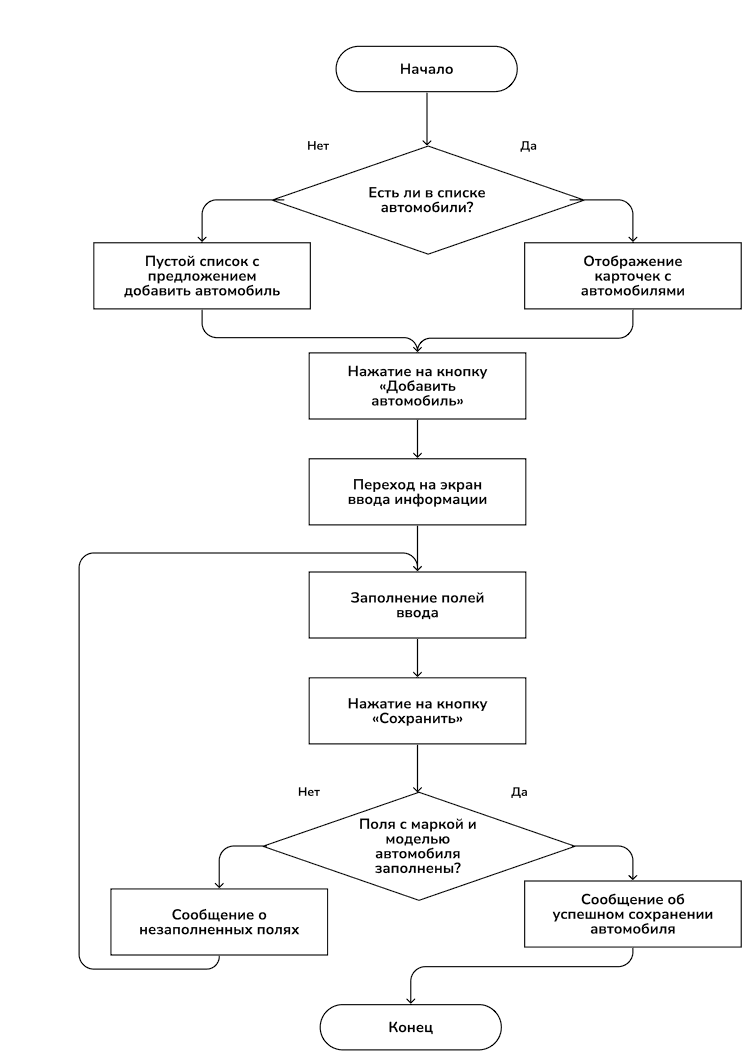 Начало
Нет
Да
Есть ли в списке
автомобили?
Пустой список с
предложением
добавить автомобиль
Отображение
карточек с
автомобилями
Нажатие на кнопку
«Добавить
автомобиль»
Переход на экран
ввода информации
Заполнение полей
ввода
Нажатие на кнопку
«Сохранить»
Нет
Да
Поля с маркой и
моделью
автомобиля
заполнены?
Сообщение о
незаполненных полях
Сообщение об
успешном сохранении
автомобиля
Конец